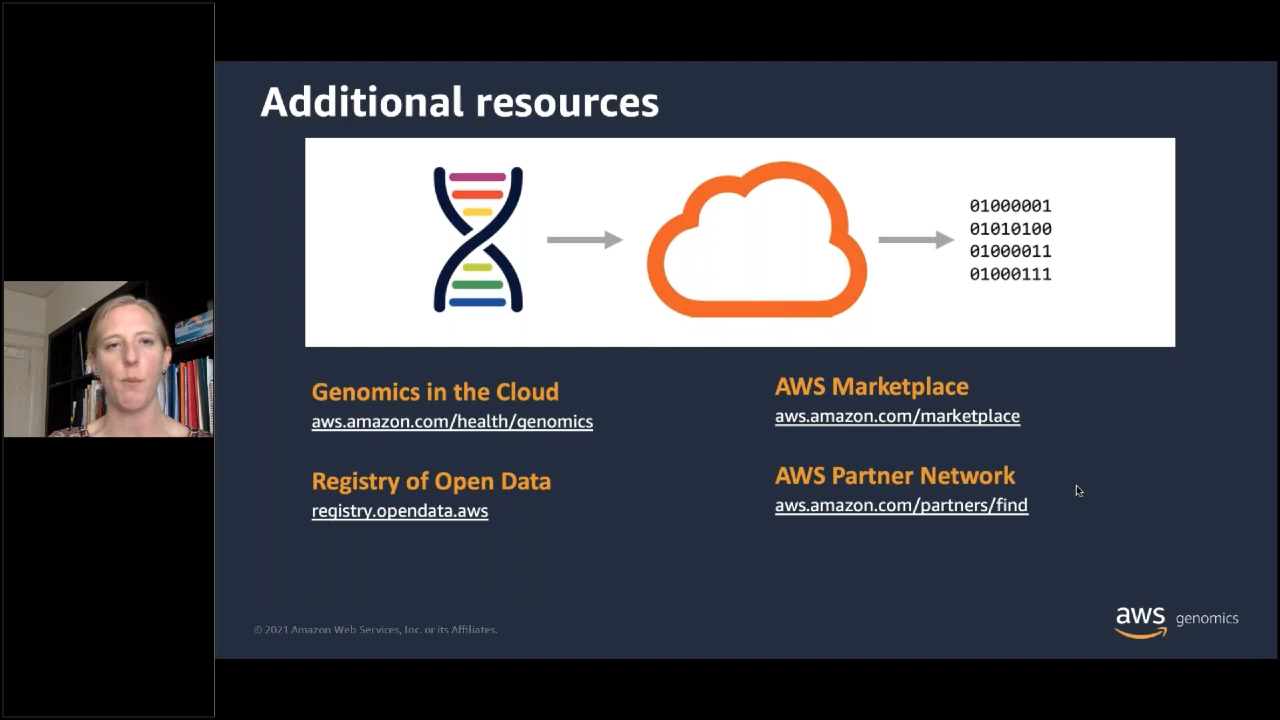 Additional resources
01000001
01010100
01000011
01000111
Genomics in the Cloud
aws.amazon.com/health/genomics
Registry of Open Data
registry.opendata.aws
AWS Marketplace
aws.amazon.com/marketplace
AWS Partner Network
aws.amazon.com/partners/find
© 2021 Amazon Web Services, Inc. or its Affiliates.
aws genomics